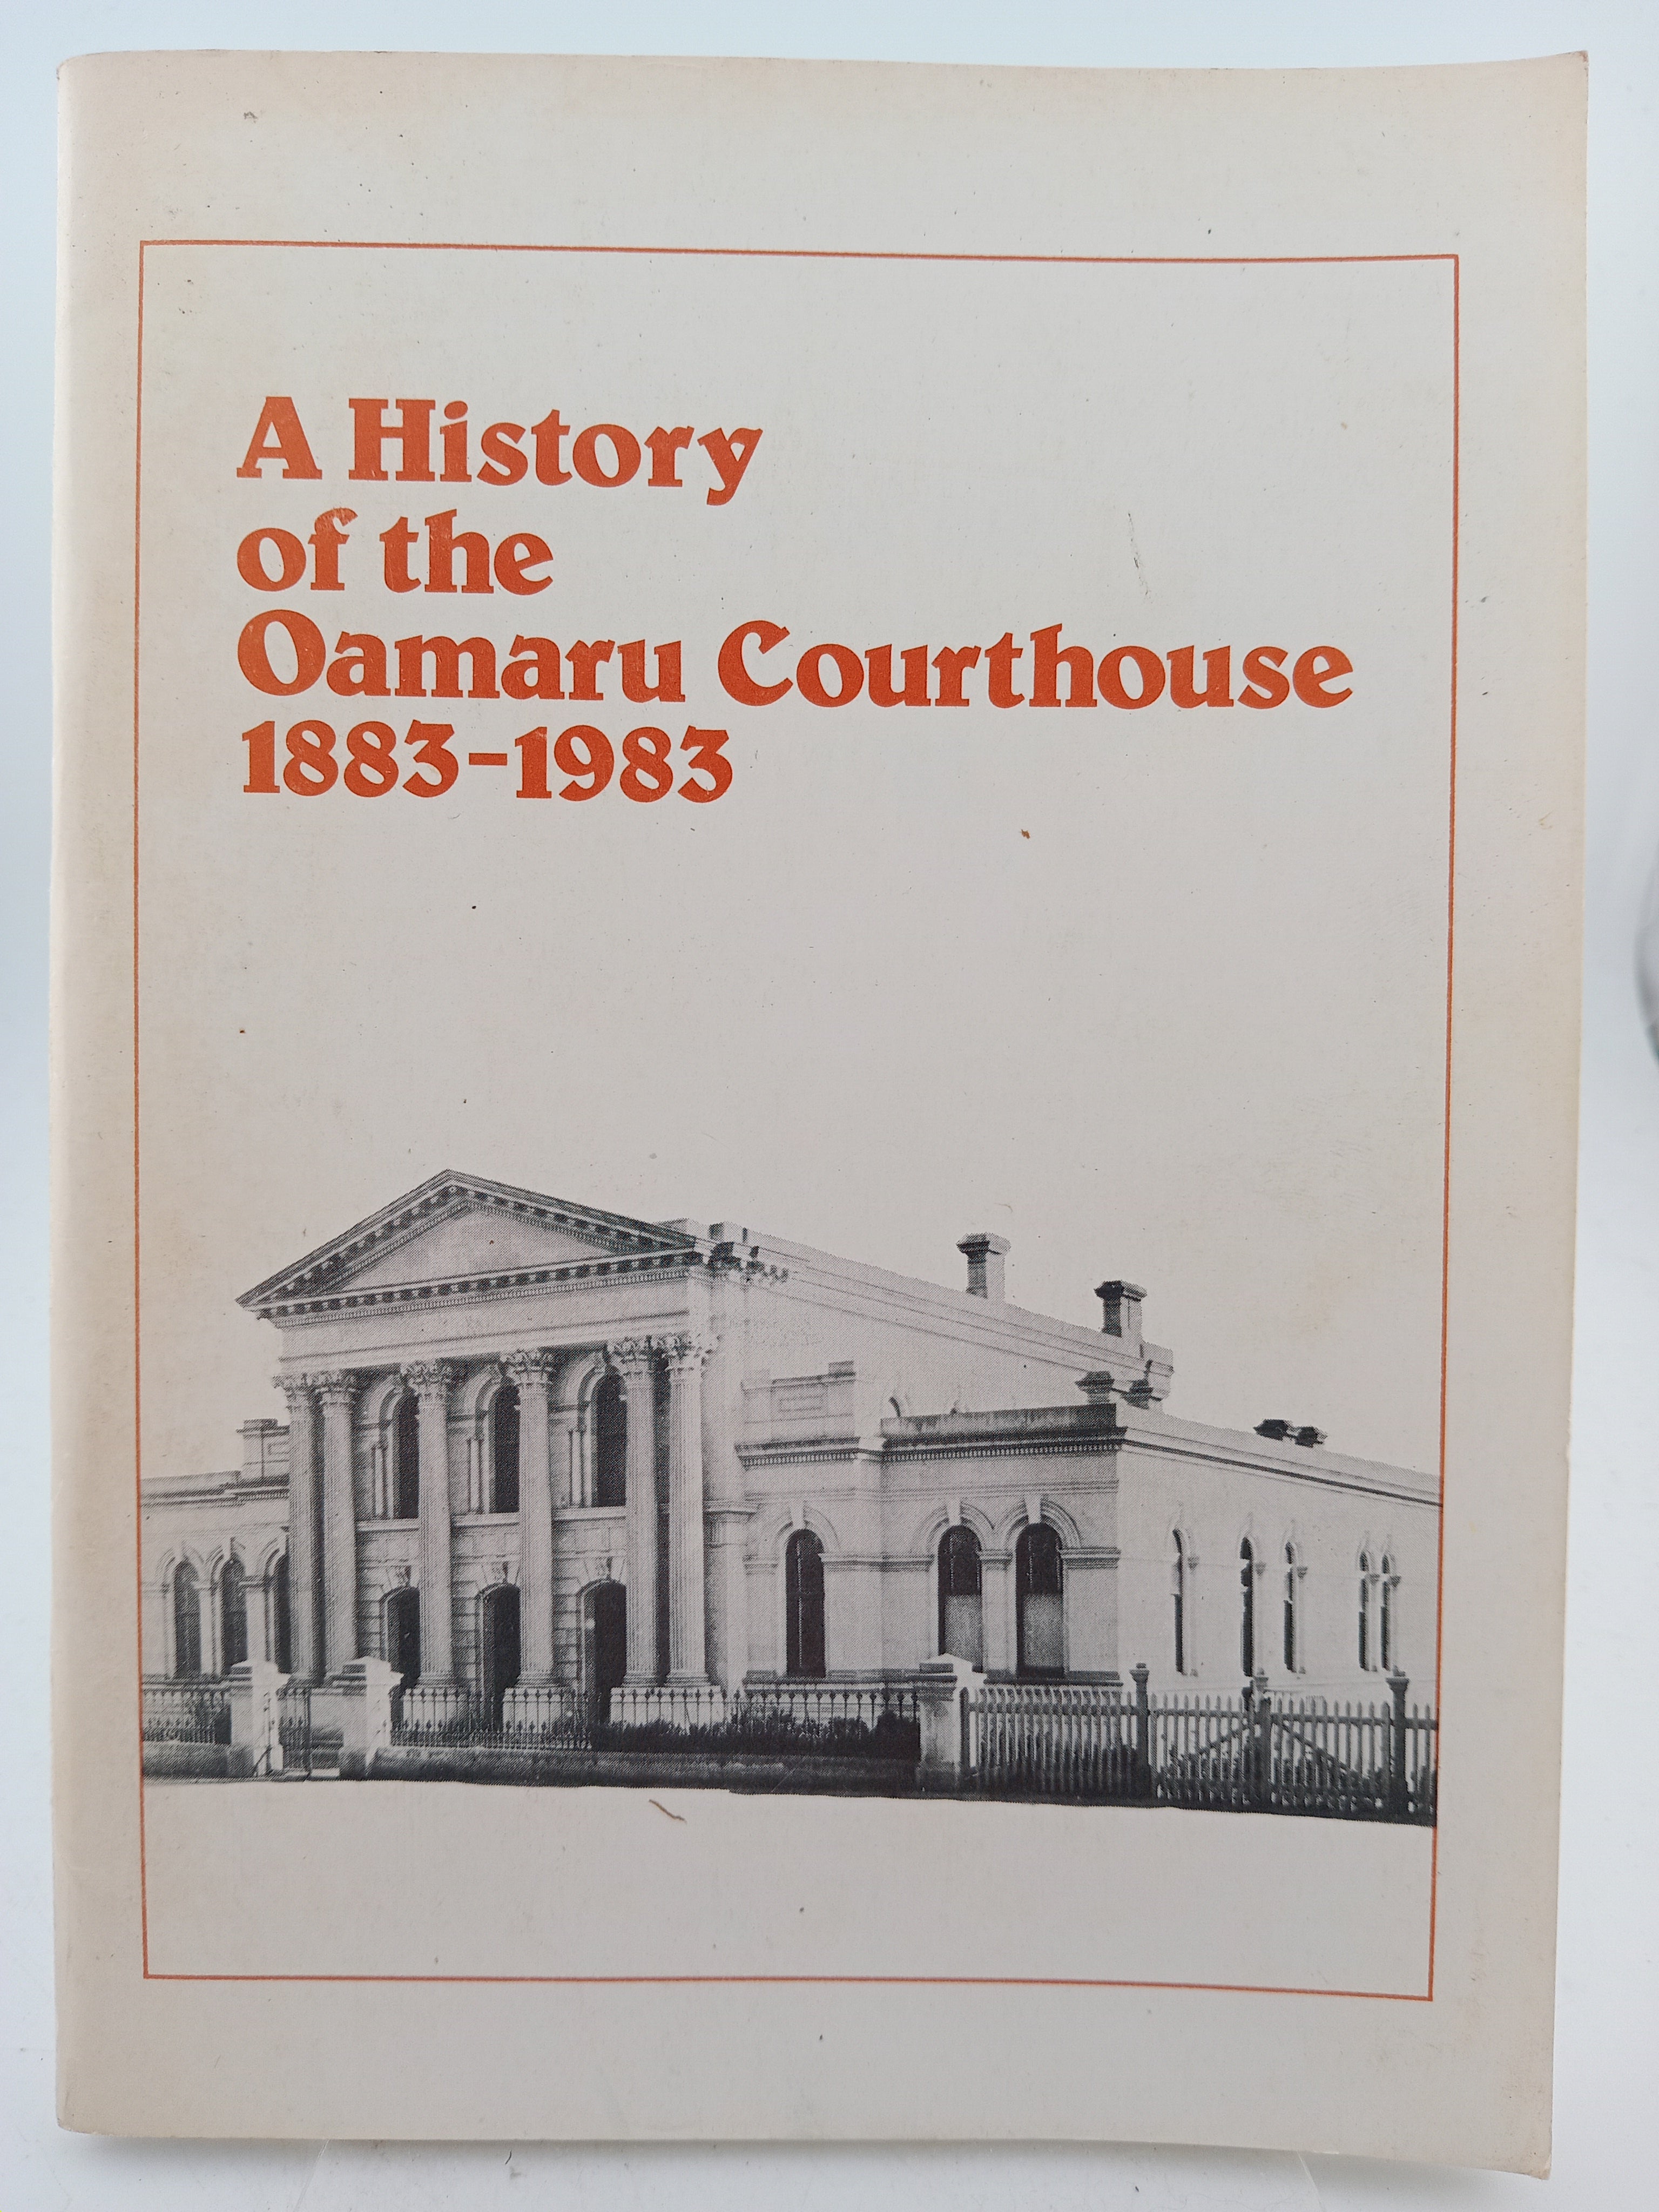 A History
of the
Oamaru Courthouse
1883-1983